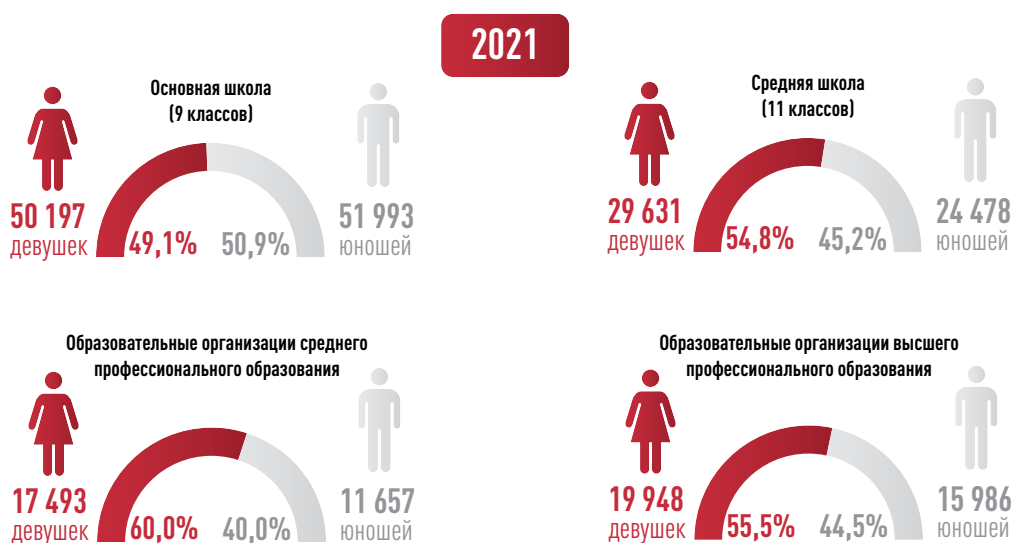 2021
Основная школа
(9 классов)
50 197
девушек
49,1%
50,9%
51 993
юношей
Средняя школа
(11 классов)
29 631
девушек
54,8%
45,2%
24 478
юношей
Образовательные организации среднего
профессионального образования
17 493
девушек
60,0%
40,0%
11 657
юношей
Образовательные организации высшего
профессионального образования
19 948
девушек
55,5%
44,5%
15 986
юношей